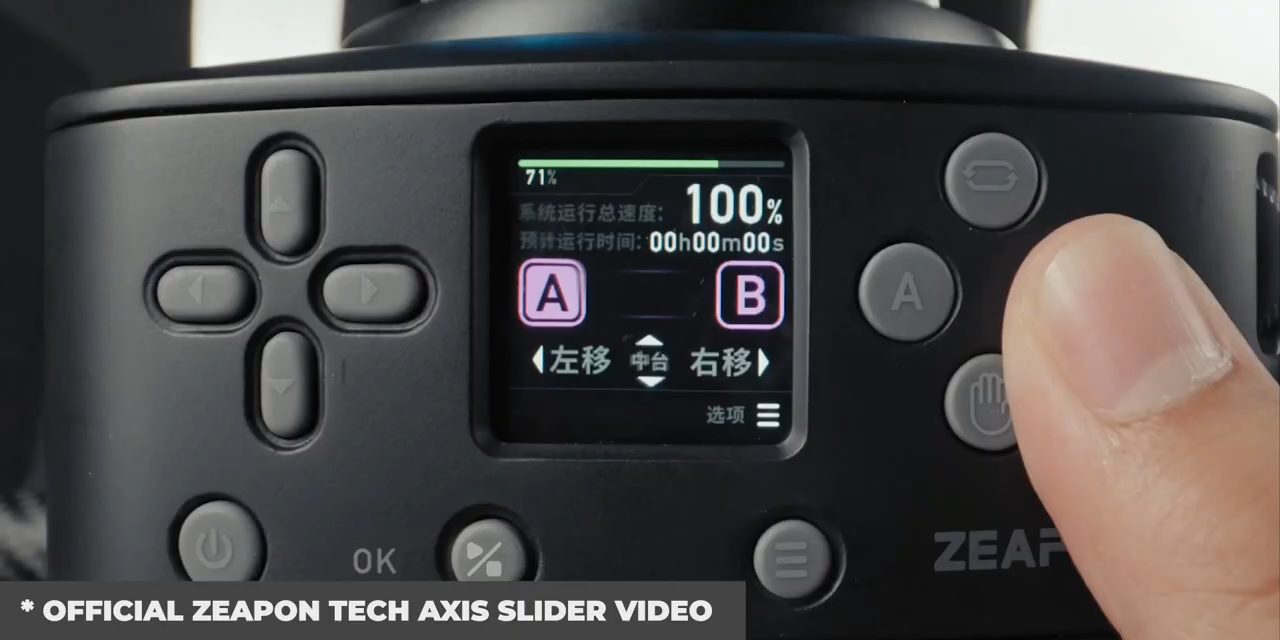 71%
系统运行总速度: 100%
预计运行时间: 00h00m00s
A B
左移 中台 右移
选项
A
OK
ZEAP
* OFFICIAL ZEAPON TECH AXIS SLIDER VIDEO